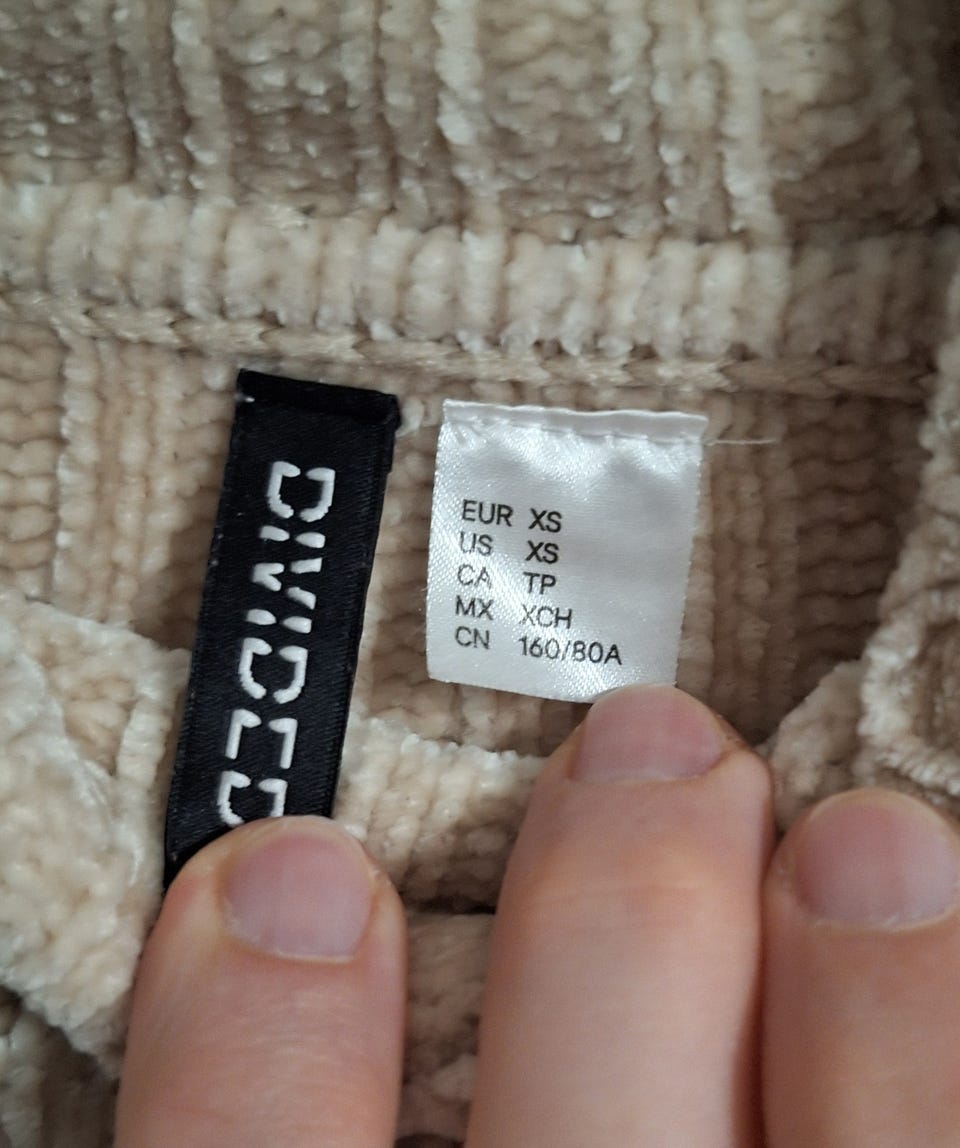 DIVIDED
EUR XS
US XS
CA TP
MX XCH
CN 160/80A